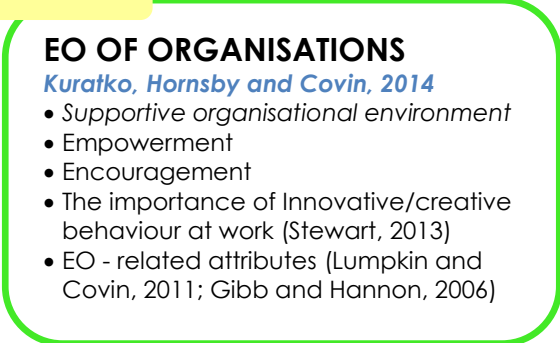 EO OF ORGANISATIONS
Kuratko, Hornsby and Covin, 2014
• Supportive organisational environment
• Empowerment
• Encouragement
• The importance of Innovative/creative
behaviour at work (Stewart, 2013)
• EO - related attributes (Lumpkin and
Covin, 2011; Gibb and Hannon, 2006)